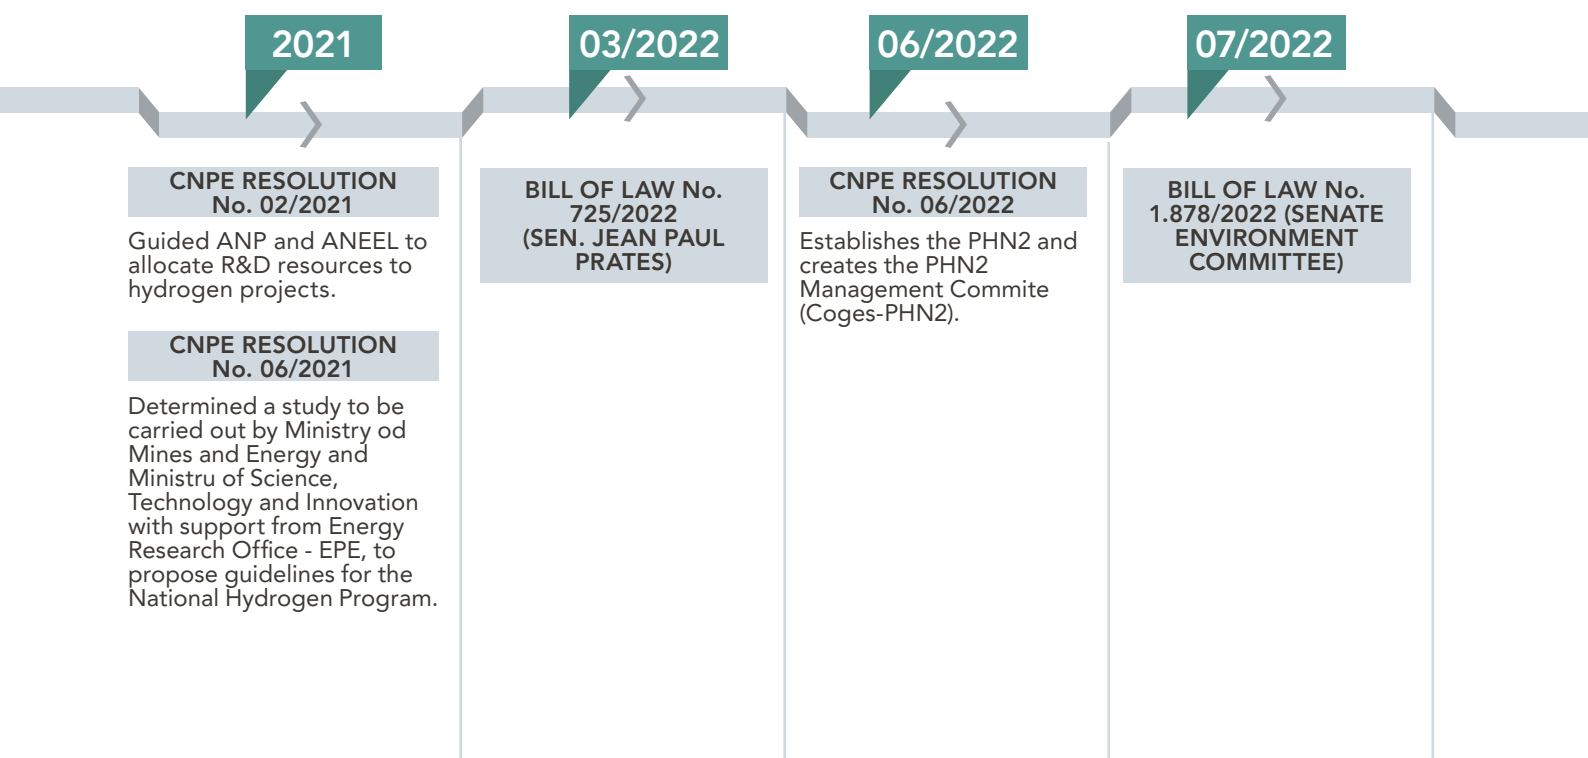 2021
CNPE RESOLUTION
No. 02/2021
Guided ANP and ANEEL to
allocate R&D resources to
hydrogen projects.
CNPE RESOLUTION
No. 06/2021
Determined a study to be
carried out by Ministry od
Mines and Energy and
Ministru of Science,
Technology and Innovation
with support from Energy
Research Office - EPE, to
propose guidelines for the
National Hydrogen Program.
03/2022
BILL OF LAW No.
725/2022
(SEN. JEAN PAUL
PRATES)
06/2022
CNPE RESOLUTION
No. 06/2022
Establishes the PHN2 and
creates the PHN2
Management Commite
(Coges-PHN2).
07/2022
BILL OF LAW No.
1.878/2022 (SENATE
ENVIRONMENT
COMMITTEE)